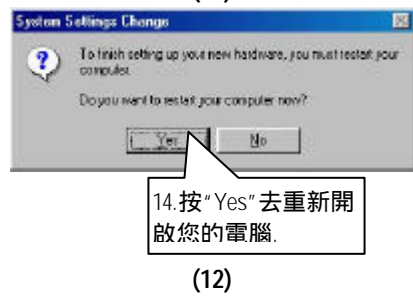 System Settings Change
To finish setting up your new hardware, you must restart your
computer.
Do you want to restart your computer now?
Yes
No
14.按“Yes”去重新開
啟您的電腦.
(12)